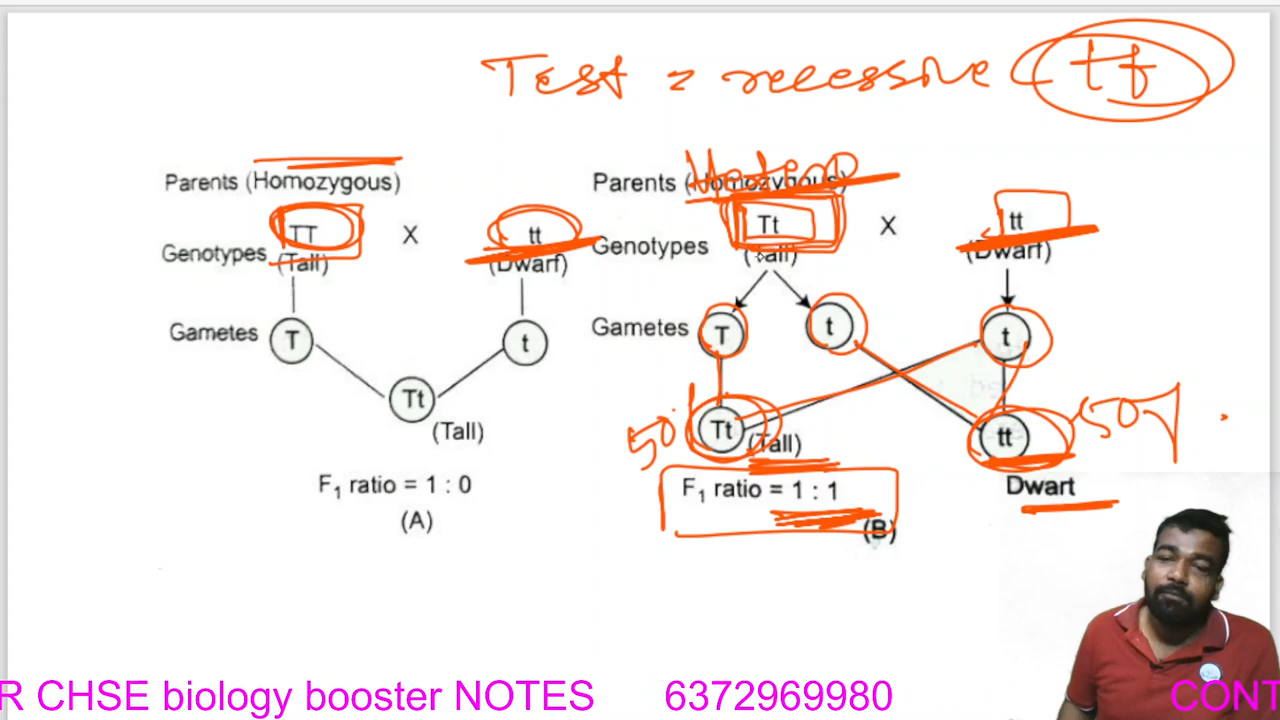 Test = recessive tt
Parents (Homozygous)
TT X tt
Genotypes (Tall) (Dwarf)
Gametes T t
Tt
(Tall)
F₁ ratio = 1 : 0
(A)
Parents (Homozygous)
Hetero
Tt X tt
Genotypes (Tall) (Dwarf)
Gametes T t t
50 Tt (Tall) tt 50%
F₁ ratio = 1 : 1 Dwart
(B)
R CHSE biology booster NOTES 6372969980 CONT